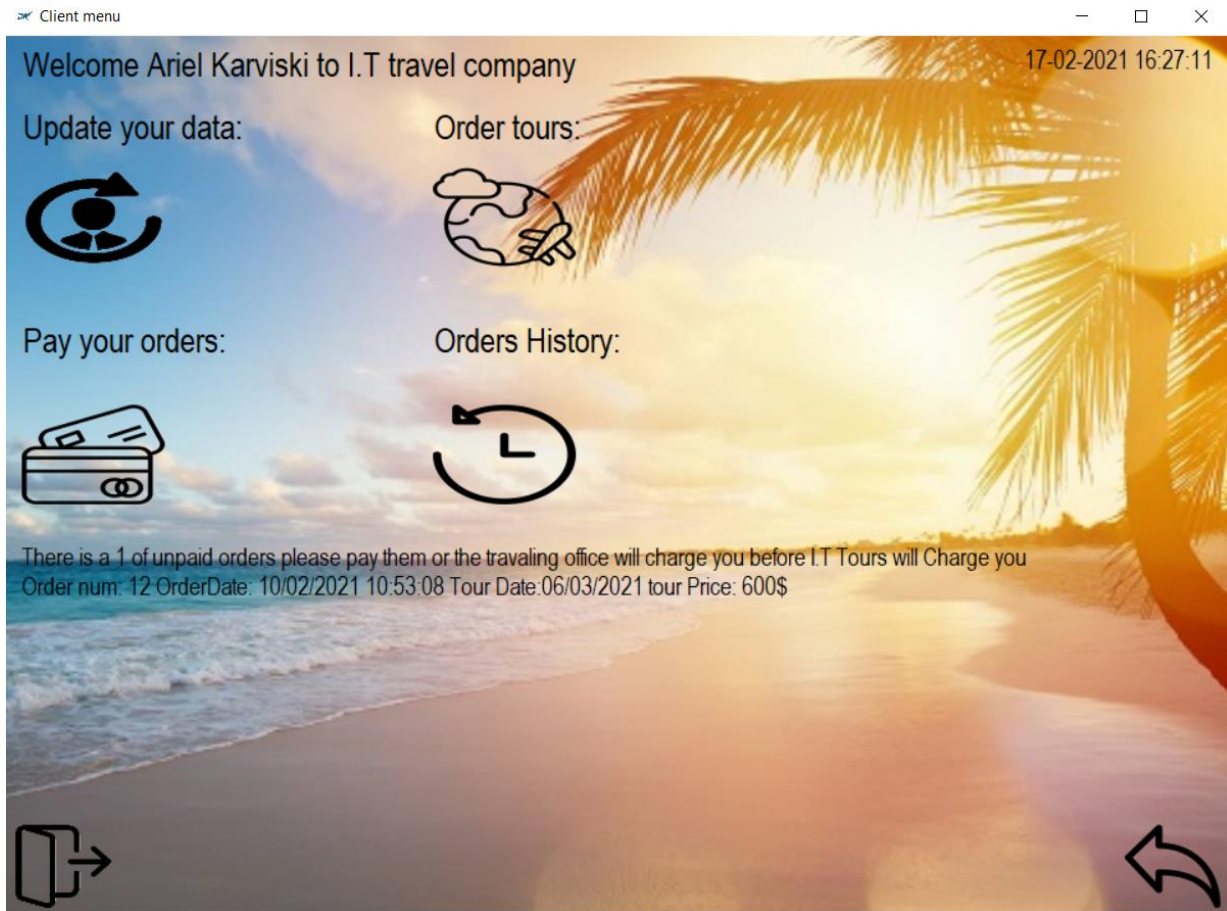 Client menu
Welcome Ariel Karviski to I.T travel company
17-02-2021 16:27:11
Update your data:
Order tours:
Pay your orders:
Orders History:
There is a 1 of unpaid orders please pay them or the travaling office will charge you before I.T Tours will Charge you
Order num: 12 OrderDate: 10/02/2021 10:53:08 Tour Date:06/03/2021 tour Price: 600$